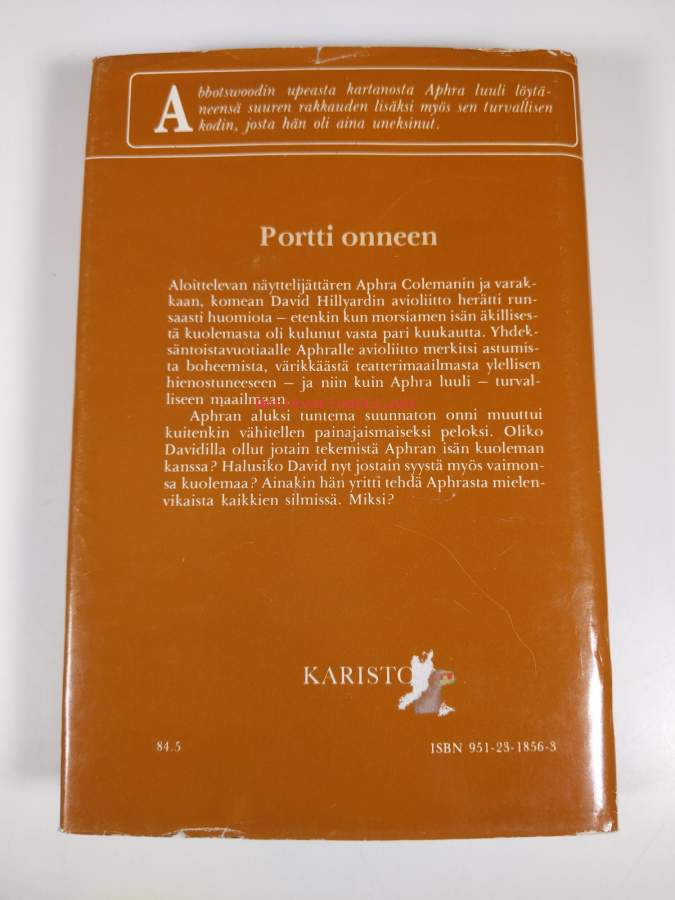 Abbotswoodin upeasta kartanosta Aphra luuli löytä-
neensä suuren rakkauden lisäksi myös sen turvallisen
kodin, josta hän oli aina uneksinut.
Portti onneen
Aloittelevan näyttelijättären Aphra Colemanin ja varak-
kaan, komean David Hillyardin avioliitto herätti run-
saasti huomiota – etenkin kun morsiamen isän äkillises-
tä kuolemasta oli kulunut vasta pari kuukautta. Yhdek-
säntoistavuotiaalle Aphralle avioliitto merkitsi astumis-
ta boheemista, värikkäästä teatterimaailmasta ylellisen
hienostuneeseen – ja niin kuin Aphra luuli – turval-
liseen maailmaan.
Aphran aluksi tuntema suunnaton onni muuttui
kuitenkin vähitellen painajaismaiseksi peloksi. Oliko
Davidilla ollut jotain tekemistä Aphran isän kuoleman
kanssa? Halusiko David nyt jostain syystä myös vaimon-
sa kuolemaa? Ainakin hän yritti tehdä Aphrasta mielen-
vikaista kaikkien silmissä. Miksi?
KARISTO
84.5
ISBN 951-23-1856-3